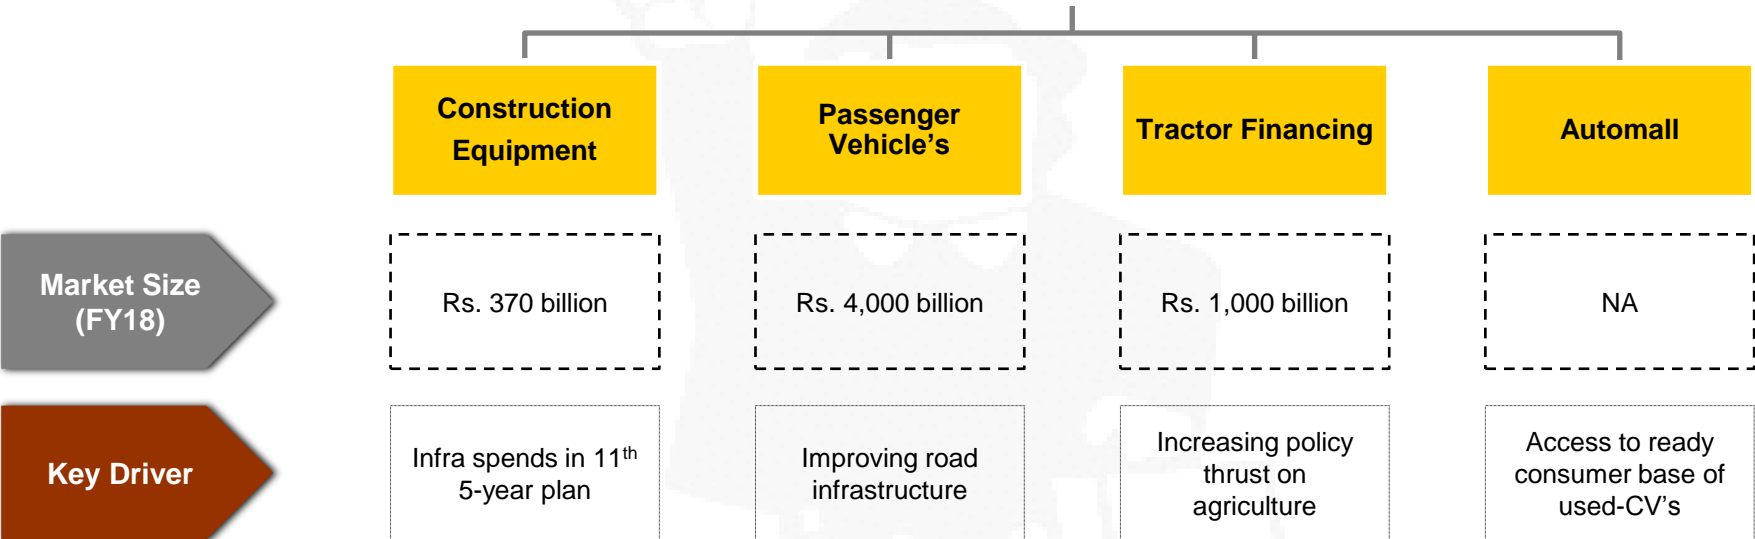 Construction
Equipment
Passenger
Vehicle's
Tractor Financing
Automall
Market Size
(FY18)
Rs. 370 billion
Rs. 4,000 billion
Rs. 1,000 billion
NA
Key Driver
Infra spends in 11th
5-year plan
Improving road
infrastructure
Increasing policy
thrust on
agriculture
Access to ready
consumer base of
used-CV's